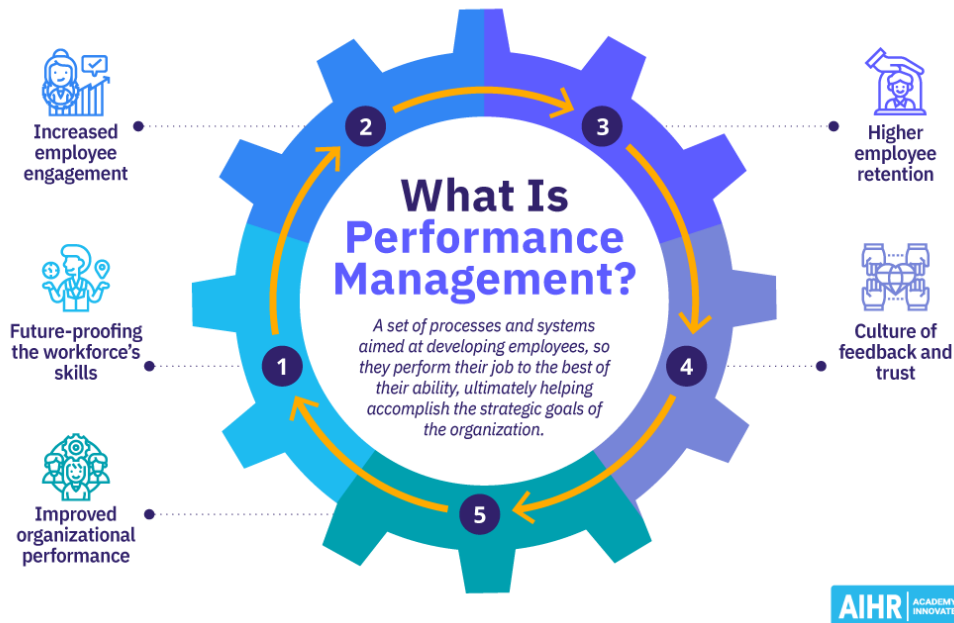 What Is
Performance
Management?
A set of processes and systems
aimed at developing employees, so
they perform their job to the best of
their ability, ultimately helping
accomplish the strategic goals of
the organization.
1
Future-proofing
the workforce's
skills
2
Increased
employee
engagement
3
Higher
employee
retention
4
Culture of
feedback and
trust
5
Improved
organizational
performance
AIHR
ACADEMY
INNOVATE